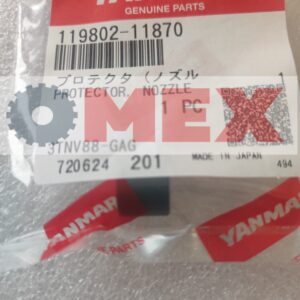 YANMAR
GENUINE PARTS
119802-11870
プロテクタ (ノズル 1
PROTECTOR, NOZZLE
1 PC
OMEX
3TNV88-GAG
720624 201 MADE IN JAPAN 494
YANMAR
YANMAR